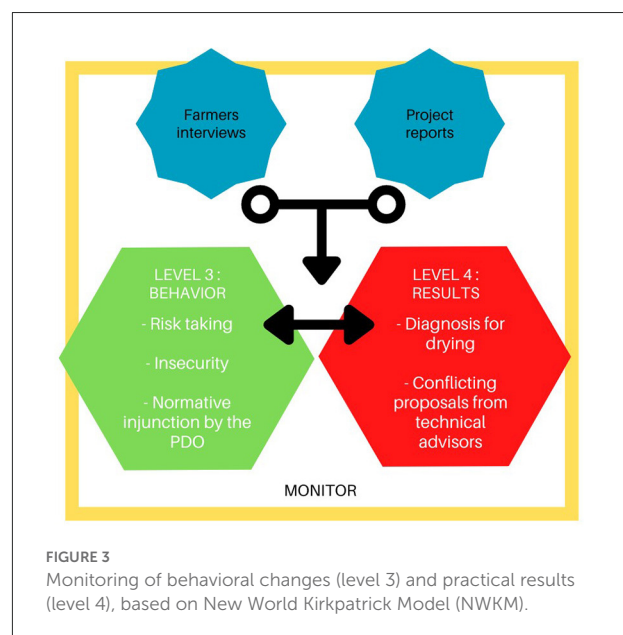 Farmers
interviews
Project
reports
LEVEL 3 :
BEHAVIOR
- Risk taking
- Insecurity
- Normative
injunction by the
PDO
LEVEL 4 :
RESULTS
- Diagnosis for
drying
- Conflicting
proposals from
technical
advisors
MONITOR
FIGURE 3
Monitoring of behavioral changes (level 3) and practical results
(level 4), based on New World Kirkpatrick Model (NWKM).